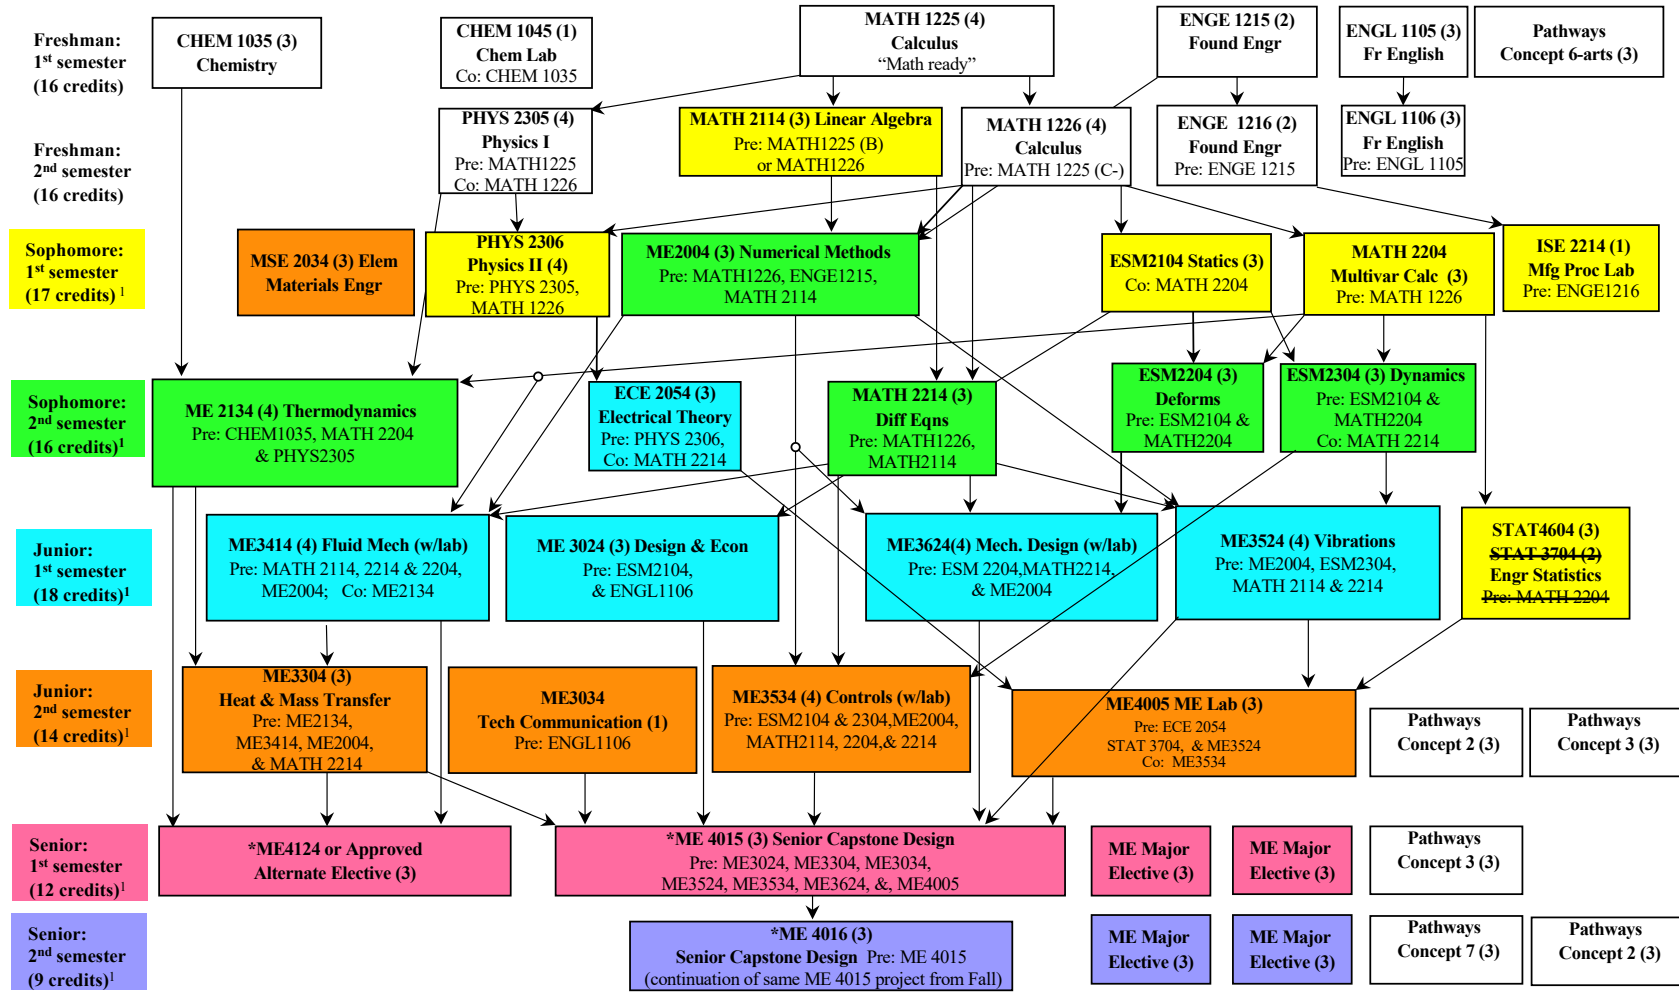 Freshman:
1st semester
(16 credits)
CHEM 1035 (3)
Chemistry
CHEM 1045 (1)
Chem Lab
Co: CHEM 1035
MATH 1225 (4)
Calculus
“Math ready”
ENGE 1215 (2)
Found Engr
ENGL 1105 (3)
Fr English
Pathways
Concept 6-arts (3)
Freshman:
2nd semester
(16 credits)
PHYS 2305 (4)
Physics I
Pre: MATH1225
Co: MATH 1226
MATH 2114 (3) Linear Algebra
Pre: MATH1225 (B)
or MATH1226
MATH 1226 (4)
Calculus
Pre: MATH 1225 (C-)
ENGE 1216 (2)
Found Engr
Pre: ENGE 1215
ENGL 1106 (3)
Fr English
Pre: ENGL 1105
Sophomore:
1st semester
(17 credits) 1
MSE 2034 (3) Elem
Materials Engr
PHYS 2306
Physics II (4)
Pre: PHYS 2305,
MATH 1226
ME2004 (3) Numerical Methods
Pre: MATH1226, ENGE1215,
MATH 2114
ESM2104 Statics (3)
Co: MATH 2204
MATH 2204
Multivar Calc (3)
Pre: MATH 1226
ISE 2214 (1)
Mfg Proc Lab
Pre: ENGE1216
Sophomore:
2nd semester
(16 credits)1
ME 2134 (4) Thermodynamics
Pre: CHEM1035, MATH 2204
& PHYS2305
ECE 2054 (3)
Electrical Theory
Pre: PHYS 2306,
Co: MATH 2214
MATH 2214 (3)
Diff Eqns
Pre: MATH1226,
MATH2114
ESM2204 (3)
Deforms
Pre: ESM2104 &
MATH2204
ESM2304 (3) Dynamics
Pre: ESM2104 &
MATH2204
Co: MATH 2214
Junior:
1st semester
(18 credits)1
ME3414 (4) Fluid Mech (w/lab)
Pre: MATH 2114, 2214 & 2204,
ME2004; Co: ME2134
ME 3024 (3) Design & Econ
Pre: ESM2104,
& ENGL1106
ME3624(4) Mech. Design (w/lab)
Pre: ESM 2204,MATH2214,
& ME2004
ME3524 (4) Vibrations
Pre: ME2004, ESM2304,
MATH 2114 & 2214
STAT4604 (3)
STAT 3704 (2)
Engr Statistics
Pre: MATH 2204
Junior:
2nd semester
(14 credits)1
ME3304 (3)
Heat & Mass Transfer
Pre: ME2134,
ME3414, ME2004,
& MATH 2214
ME3034
Tech Communication (1)
Pre: ENGL1106
ME3534 (4) Controls (w/lab)
Pre: ESM2104 & 2304,ME2004,
MATH2114, 2204,& 2214
ME4005 ME Lab (3)
Pre: ECE 2054
STAT 3704, & ME3524
Co: ME3534
Pathways
Concept 2 (3)
Pathways
Concept 3 (3)
Senior:
1st semester
(12 credits)1
*ME4124 or Approved
Alternate Elective (3)
*ME 4015 (3) Senior Capstone Design
Pre: ME3024, ME3304, ME3034,
ME3524, ME3534, ME3624, &, ME4005
ME Major
Elective (3)
ME Major
Elective (3)
Pathways
Concept 3 (3)
Senior:
2nd semester
(9 credits)1
*ME 4016 (3)
Senior Capstone Design Pre: ME 4015
(continuation of same ME 4015 project from Fall)
ME Major
Elective (3)
ME Major
Elective (3)
Pathways
Concept 7 (3)
Pathways
Concept 2 (3)